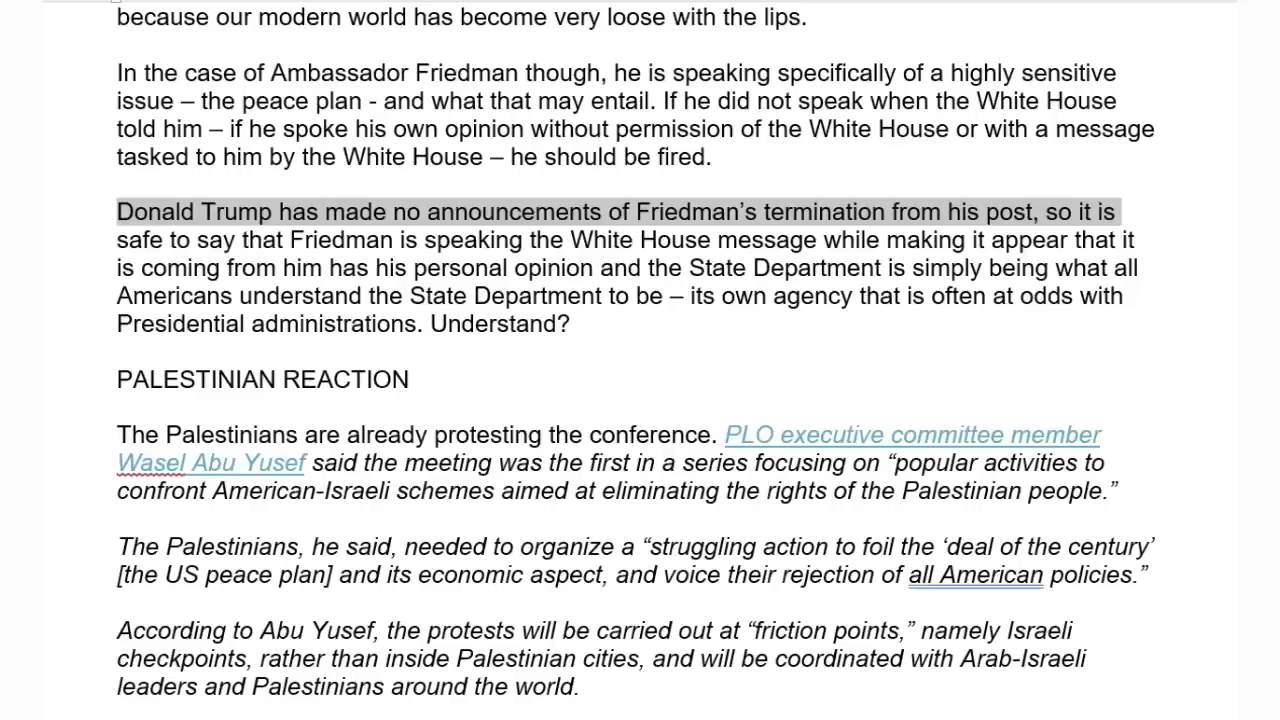 because our modern world has become very loose with the lips.
In the case of Ambassador Friedman though, he is speaking specifically of a highly sensitive
issue – the peace plan - and what that may entail. If he did not speak when the White House
told him – if he spoke his own opinion without permission of the White House or with a message
tasked to him by the White House – he should be fired.
Donald Trump has made no announcements of Friedman’s termination from his post, so it is
safe to say that Friedman is speaking the White House message while making it appear that it
is coming from him has his personal opinion and the State Department is simply being what all
Americans understand the State Department to be – its own agency that is often at odds with
Presidential administrations. Understand?
PALESTINIAN REACTION
The Palestinians are already protesting the conference. PLO executive committee member
Wasel Abu Yusef said the meeting was the first in a series focusing on “popular activities to
confront American-Israeli schemes aimed at eliminating the rights of the Palestinian people.”
The Palestinians, he said, needed to organize a “struggling action to foil the ‘deal of the century’
[the US peace plan] and its economic aspect, and voice their rejection of all American policies.”
According to Abu Yusef, the protests will be carried out at “friction points,” namely Israeli
checkpoints, rather than inside Palestinian cities, and will be coordinated with Arab-Israeli
leaders and Palestinians around the world.